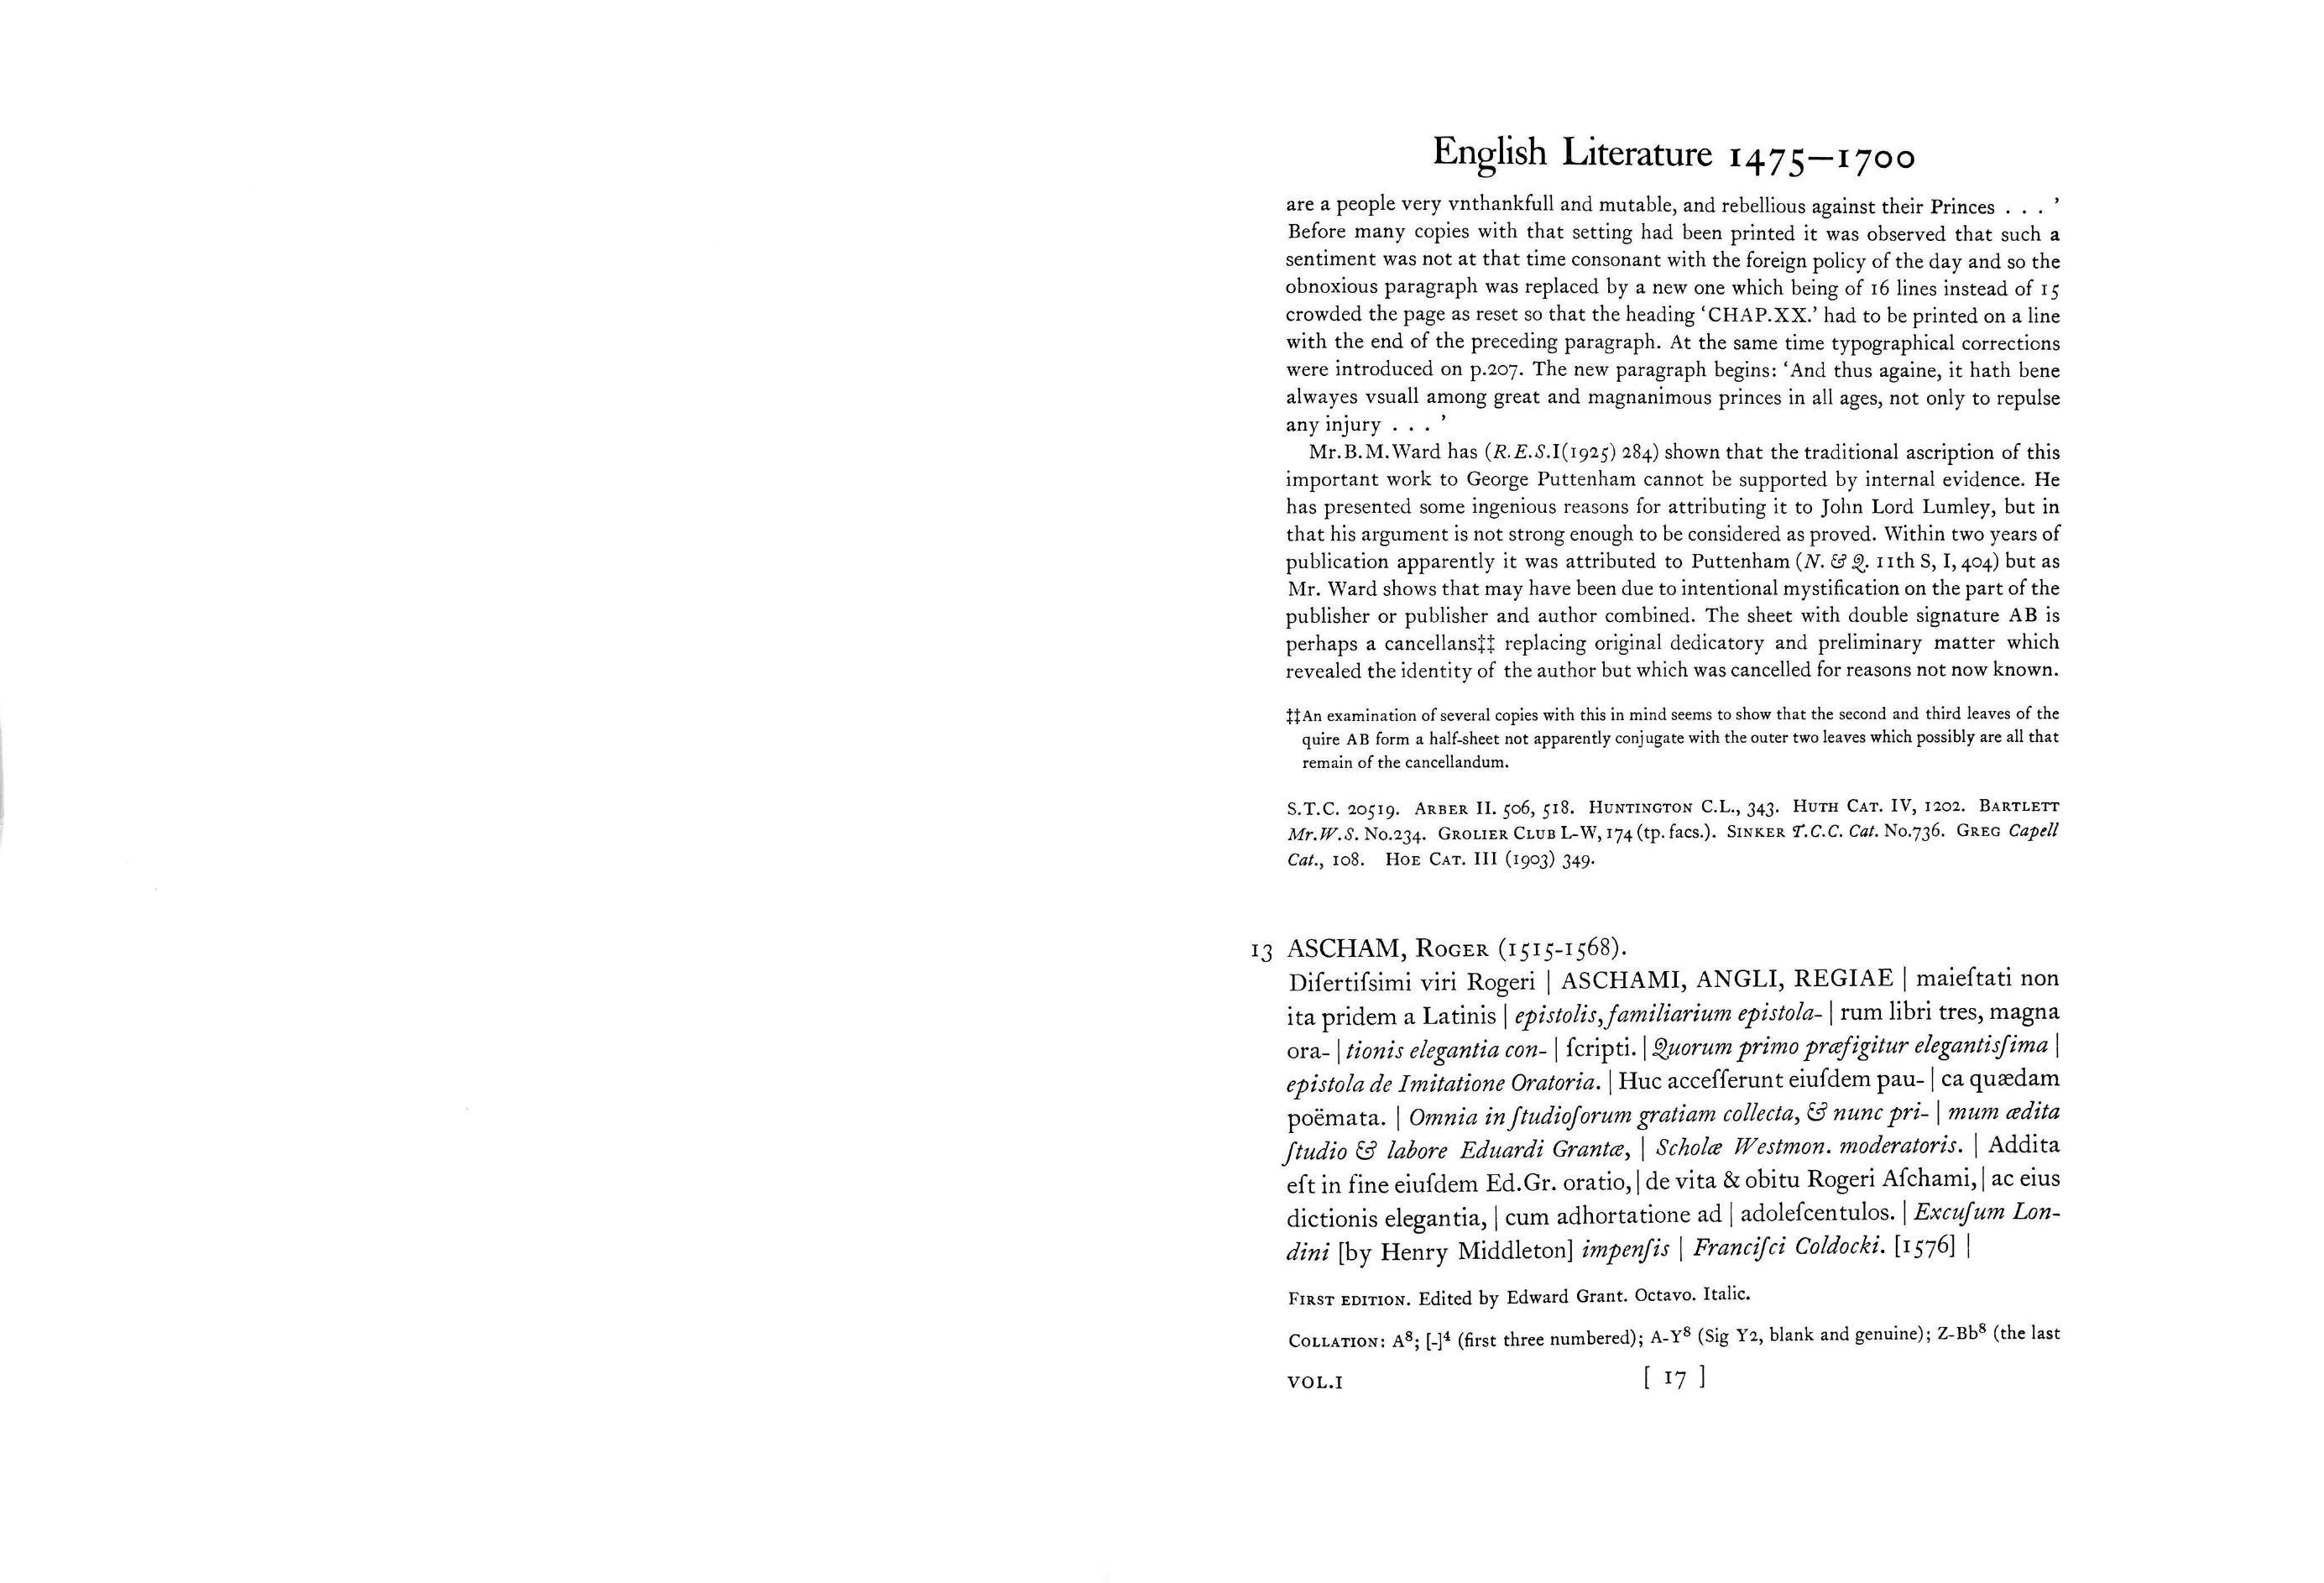 English Literature 1475—1700
are a people very vnthankfull and mutable, and rebellious against their Princes . . . ’
Before many copies with that setting had been printed it was observed that such a
sentiment was not at that time consonant with the foreign policy of the day and so the
obnoxious paragraph was replaced by a new one which being of 16 lines instead of 15
crowded the page as reset so that the heading ‘CHAP.XX.’ had to be printed on a line
with the end of the preceding paragraph. At the same time typographical corrections
were introduced on p.207. The new paragraph begins: ‘And thus againe, it hath bene
alwayes vsuall among great and magnanimous princes in all ages, not only to repulse
any injury . . . ’
Mr.B.M.Ward has (R.E.S.I(1925) 284) shown that the traditional ascription of this
important work to George Puttenham cannot be supported by internal evidence. He
has presented some ingenious reasons for attributing it to John Lord Lumley, but in
that his argument is not strong enough to be considered as proved. Within two years of
publication apparently it was attributed to Puttenham (N. & Q. 11th S, I, 404) but as
Mr. Ward shows that may have been due to intentional mystification on the part of the
publisher or publisher and author combined. The sheet with double signature AB is
perhaps a cancellans‡‡ replacing original dedicatory and preliminary matter which
revealed the identity of the author but which was cancelled for reasons not now known.
‡‡An examination of several copies with this in mind seems to show that the second and third leaves of the
quire AB form a half-sheet not apparently conjugate with the outer two leaves which possibly are all that
remain of the cancellandum.
S.T.C. 20519. ARBER II. 506, 518. HUNTINGTON C.L., 343. HUTH CAT. IV, 1202. BARTLETT
Mr.W.S. No.234. GROLIER CLUB L-W, 174 (tp. facs.). SINKER T.C.C. Cat. No.736. GREG Capell
Cat., 108. HOE CAT. III (1903) 349.
13 ASCHAM, ROGER (1515-1568).
Diſertiſsimi viri Rogeri | ASCHAMI, ANGLI, REGIAE | maieſtati non
ita pridem a Latinis | epistolis, familiarium epistola- | rum libri tres, magna
ora- | tionis elegantia con- | ſcripti. | Quorum primo præfigitur elegantisſima |
epistola de Imitatione Oratoria. | Huc acceſſerunt eiuſdem pau- | ca quædam
poëmata. | Omnia in ſtudioſorum gratiam collecta, & nunc pri- | mum ædita
ſtudio & labore Eduardi Grantæ, | Scholæ Westmon. moderatoris. | Addita
eſt in fine eiuſdem Ed.Gr. oratio, | de vita & obitu Rogeri Aſchami, | ac eius
dictionis elegantia, | cum adhortatione ad | adoleſcentulos. | Excuſum Lon-
dini [by Henry Middleton] impenſis | Franciſci Coldocki. [1576] |
FIRST EDITION. Edited by Edward Grant. Octavo. Italic.
COLLATION: A⁸; [-]⁴ (first three numbered); A-Y⁸ (Sig Y2, blank and genuine); Z-Bb⁸ (the last
VOL.I [ 17 ]